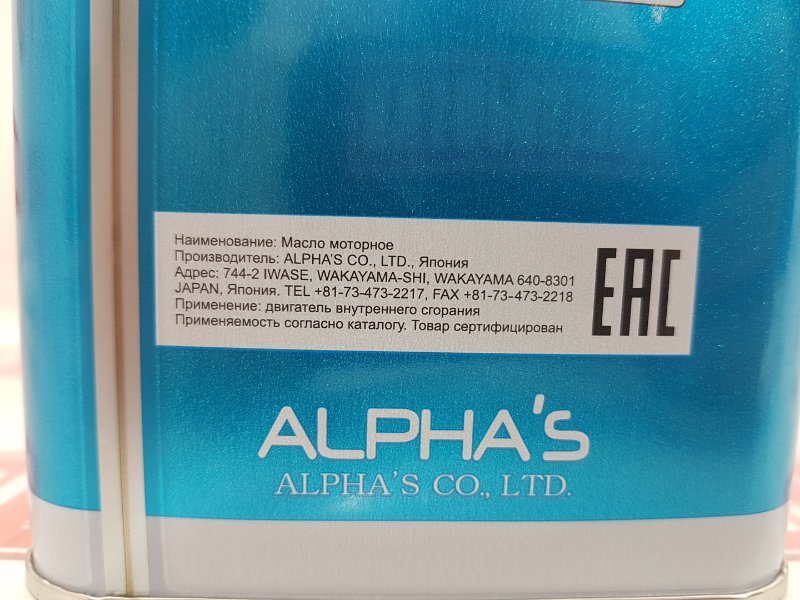 Наименование: Масло моторное
Производитель: ALPHA'S CO., LTD., Япония
Адрес: 744-2 IWASE, WAKAYAMA-SHI, WAKAYAMA 640-8301
JAPAN, Япония. TEL +81-73-473-2217, FAX +81-73-473-2218
Применение: двигатель внутреннего сгорания
Применяемость согласно каталогу. Товар сертифицирован
EAC
ALPHA'S
ALPHA'S CO., LTD.